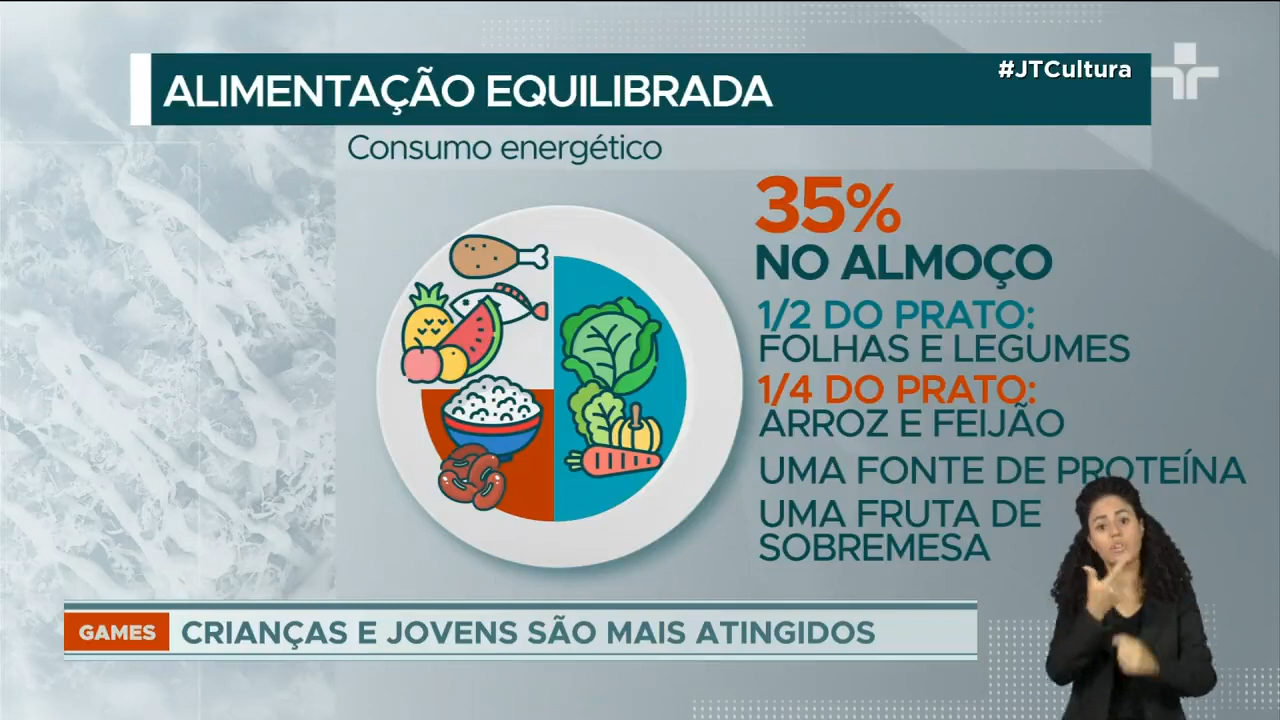 #JTCultura
ALIMENTAÇÃO EQUILIBRADA
Consumo energético
35%
NO ALMOÇO
1/2 DO PRATO:
FOLHAS E LEGUMES
1/4 DO PRATO:
ARROZ E FEIJÃO
UMA FONTE DE PROTEÍNA
UMA FRUTA DE
SOBREMESA
GAMES CRIANÇAS E JOVENS SÃO MAIS ATINGIDOS